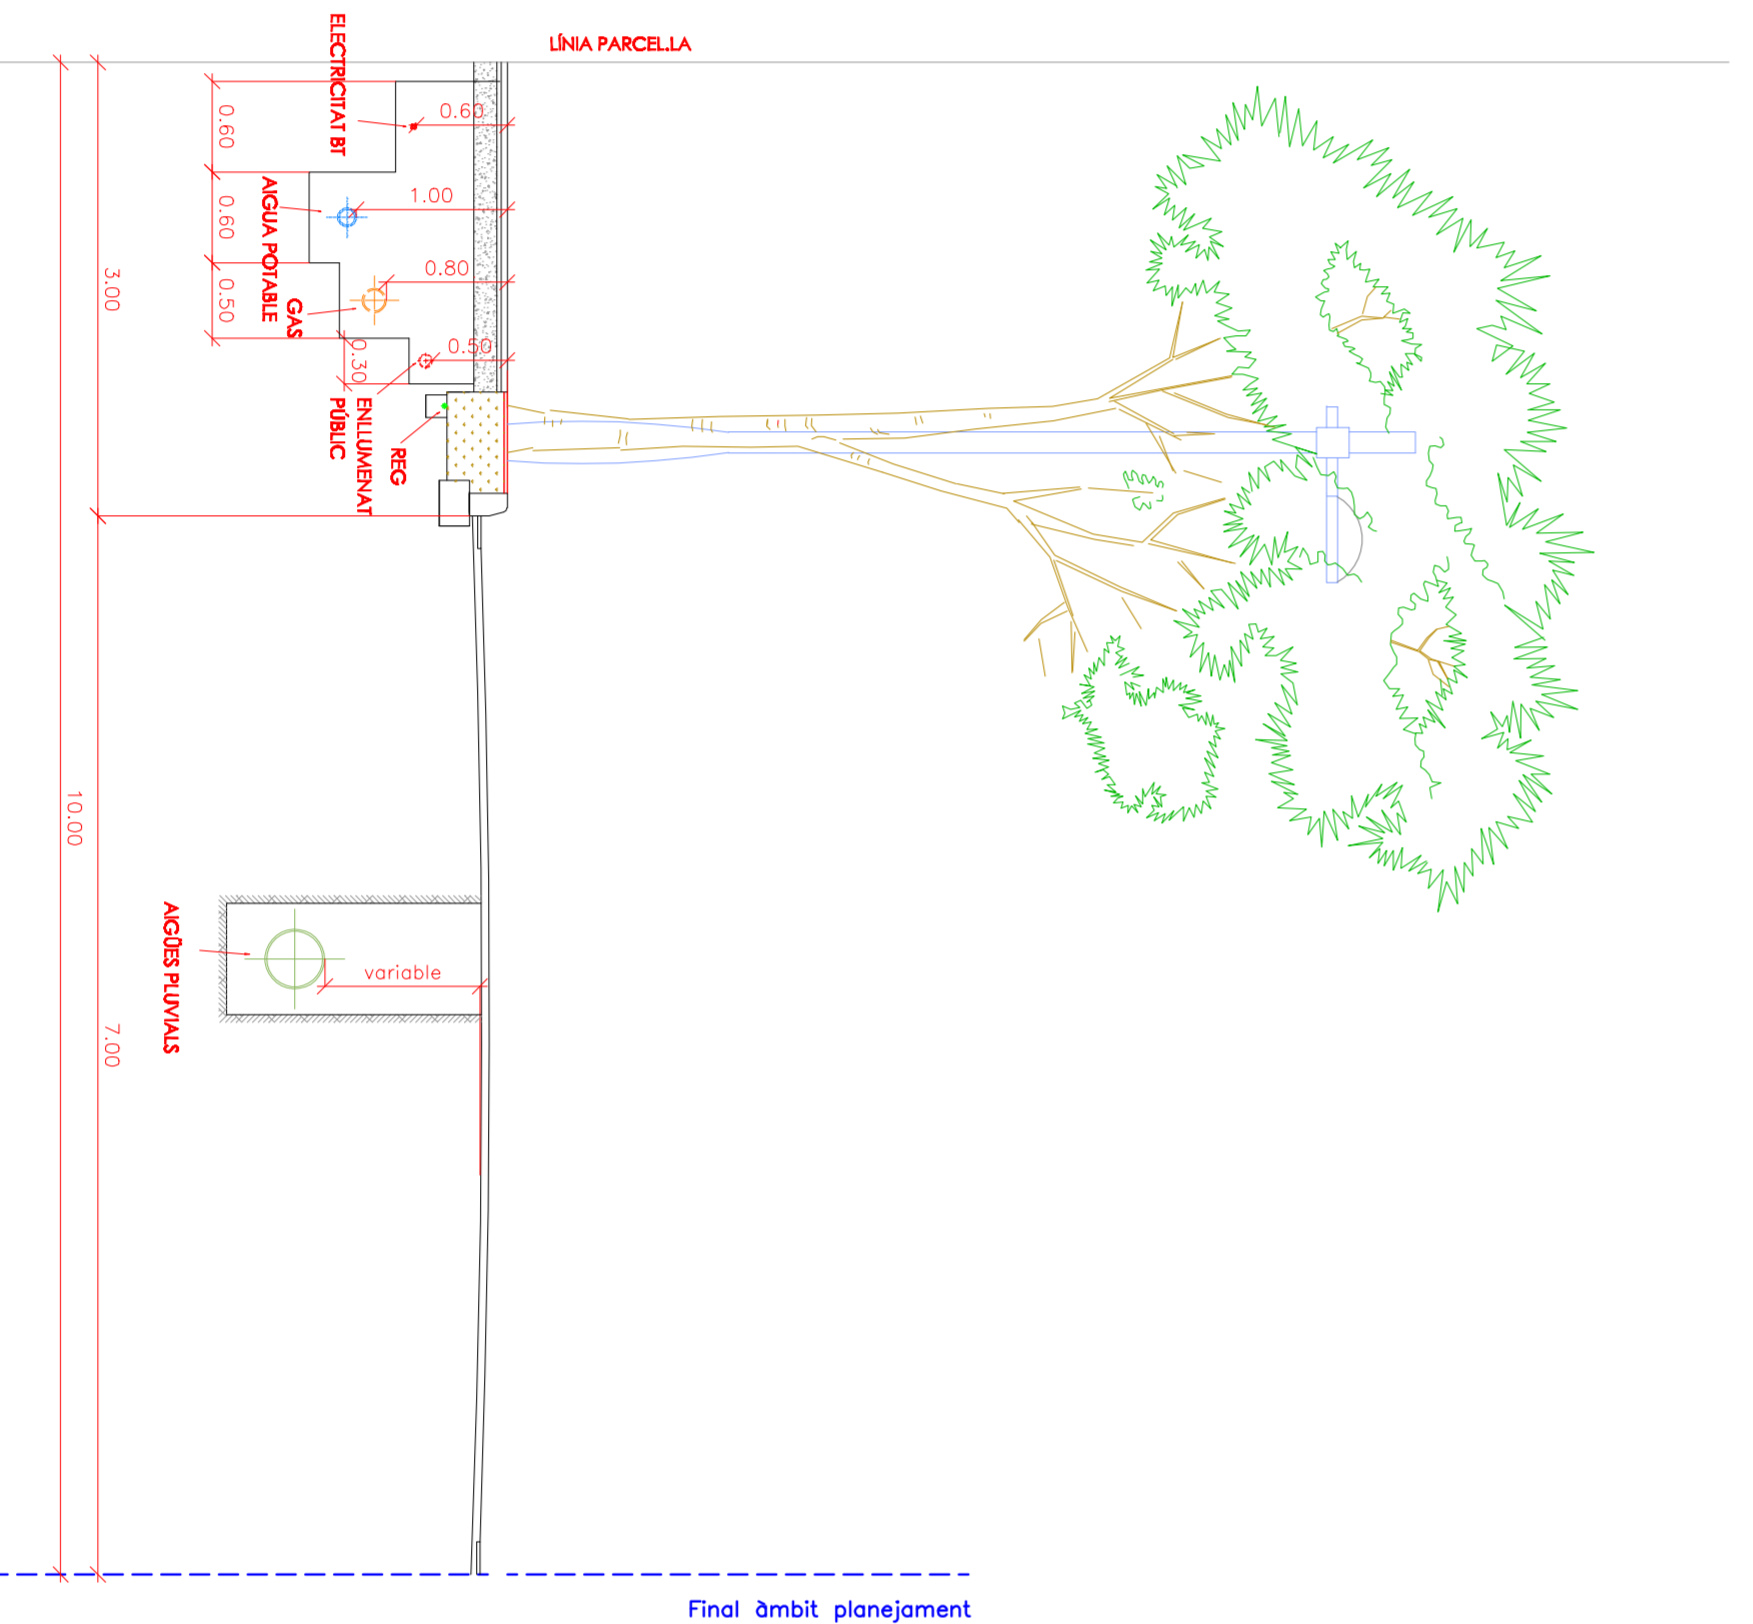 LÍNIA PARCEL.LA
ELECTRICITAT BT
0.60
0.60
AIGUA POTABLE
1.00
0.60
GAS
0.80
0.50
0.50
0.30
ENLLUMENAT
PÚBLIC
REG
3.00
10.00
AIGÜES PLUVIALS
variable
7.00
Final àmbit planejament